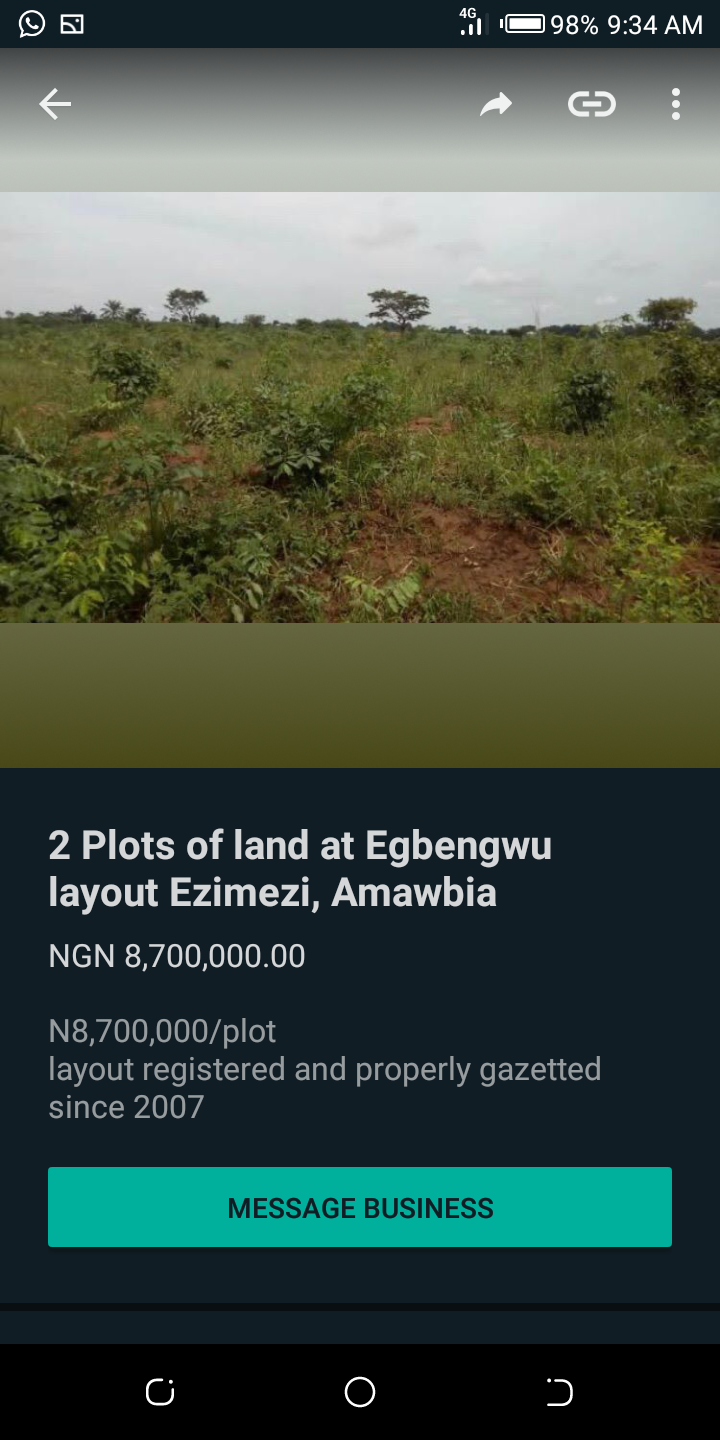 4G 98% 9:34 AM
2 Plots of land at Egbengwu
layout Ezimezi, Amawbia
NGN 8,700,000.00
N8,700,000/plot
layout registered and properly gazetted
since 2007
MESSAGE BUSINESS